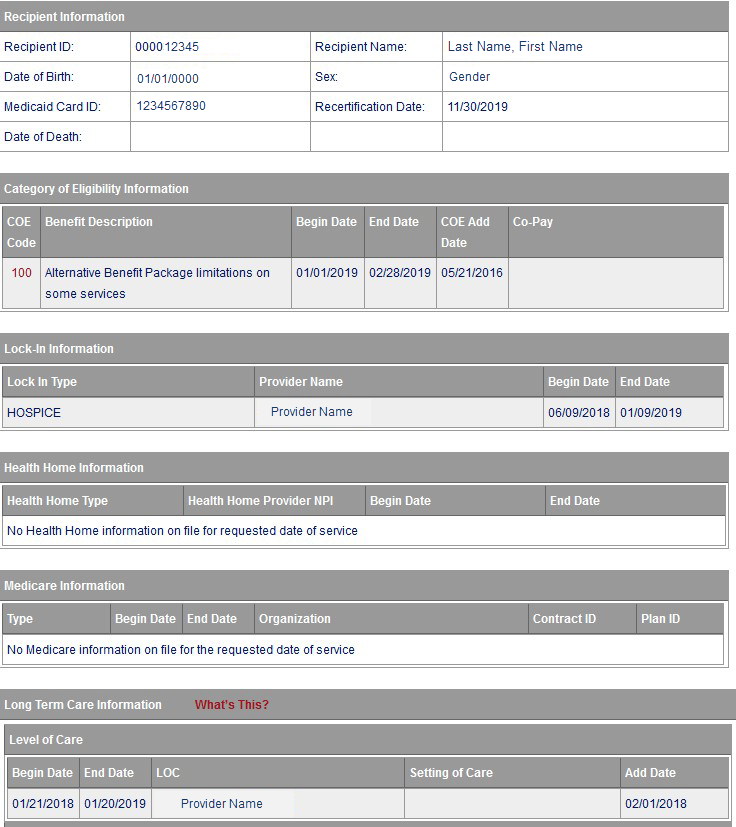 Recipient Information
Recipient ID: 000012345 Recipient Name: Last Name, First Name
Date of Birth: 01/01/0000 Sex: Gender
Medicaid Card ID: 1234567890 Recertification Date: 11/30/2019
Date of Death:
Category of Eligibility Information
COE Benefit Description Begin Date End Date COE Add Co-Pay
Code Date
100 Alternative Benefit Package limitations on 01/01/2019 02/28/2019 05/21/2016
some services
Lock-In Information
Lock In Type Provider Name Begin Date End Date
HOSPICE Provider Name 06/09/2018 01/09/2019
Health Home Information
Health Home Type Health Home Provider NPI Begin Date End Date
No Health Home information on file for requested date of service
Medicare Information
Type Begin Date End Date Organization Contract ID Plan ID
No Medicare information on file for the requested date of service
Long Term Care Information What's This?
Level of Care
Begin Date End Date LOC Setting of Care Add Date
01/21/2018 01/20/2019 Provider Name 02/01/2018